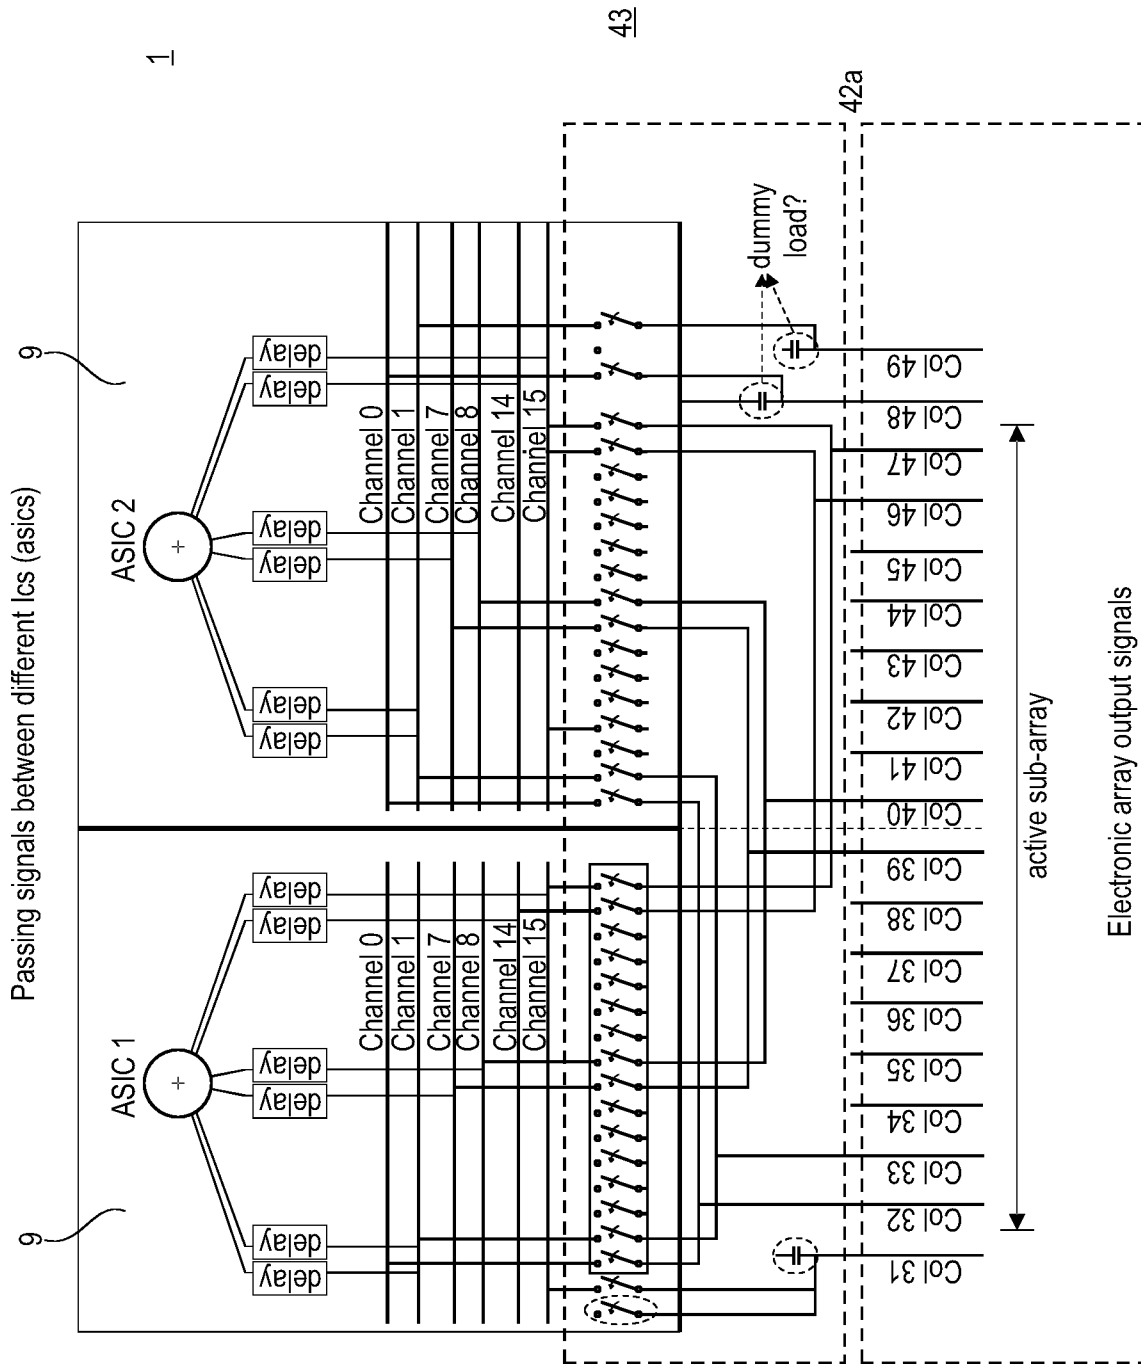 Passing signals between different Ics (asics)
1
43
9
9
ASIC 1
ASIC 2
delay
delay
delay
delay
delay
delay
delay
delay
delay
delay
delay
delay
Channel 0
Channel 1
Channel 7
Channel 8
Channel 14
Channel 15
Channel 0
Channel 1
Channel 7
Channel 8
Channel 14
Channel 15
dummy
load?
42a
Col 31
Col 32
Col 33
Col 34
Col 35
Col 36
Col 37
Col 38
Col 39
Col 40
Col 41
Col 42
Col 43
Col 44
Col 45
Col 46
Col 47
Col 48
Col 49
active sub-array
Electronic array output signals